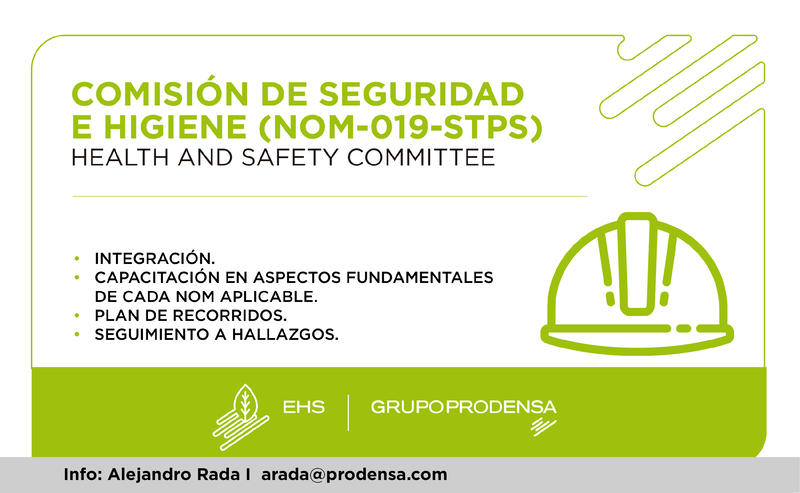 COMISIÓN DE SEGURIDAD
E HIGIENE (NOM-019-STPS)
HEALTH AND SAFETY COMMITTEE
• INTEGRACIÓN.
• CAPACITACIÓN EN ASPECTOS FUNDAMENTALES
DE CADA NOM APLICABLE.
• PLAN DE RECORRIDOS.
• SEGUIMIENTO A HALLAZGOS.
EHS | GRUPOPRODENSA
Info: Alejandro Rada I arada@prodensa.com